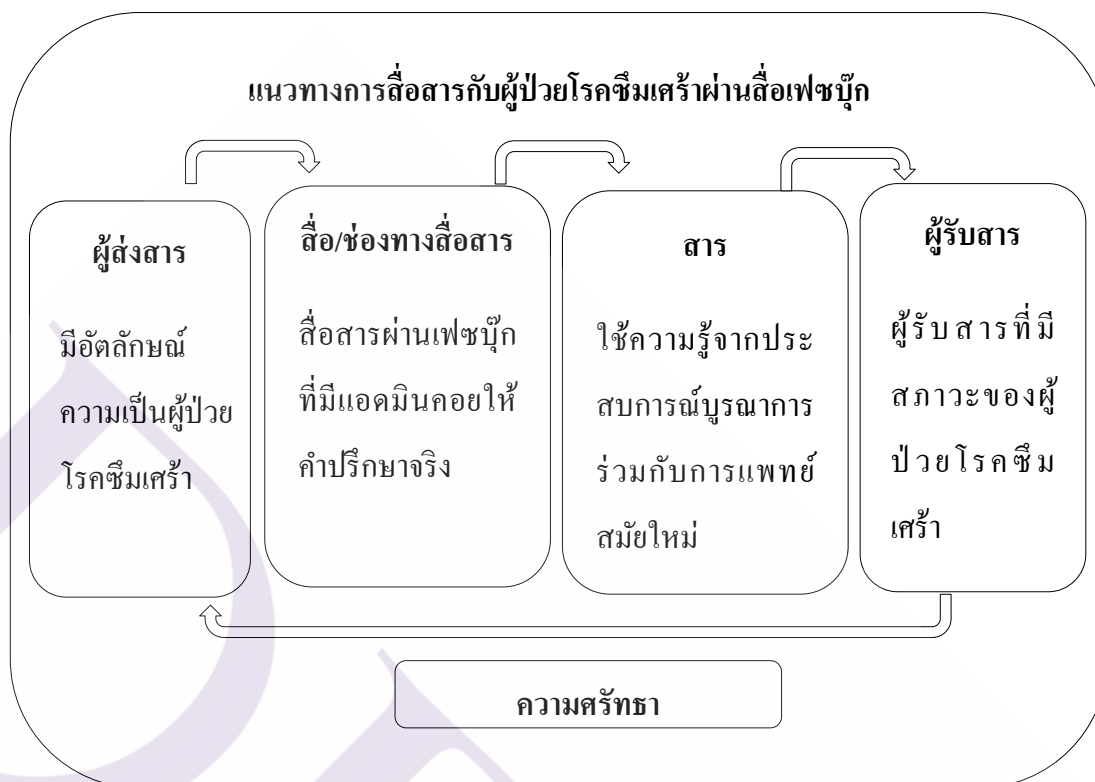 แนวทางการสื่อสารกับผู้ป่วยโรคซึมเศร้าผ่านสื่อเฟซบุ๊ก
ผู้ส่งสาร
มีอัตลักษณ์
ความเป็นผู้ป่วย
โรคซึมเศร้า
สื่อ/ช่องทางสื่อสาร
สื่อสารผ่านเฟซบุ๊ก
ที่มีแอดมินคอยให้
คำปรึกษาจริง
สาร
ใช้ความรู้จากประ
สบการณ์บูรณาการ
ร่วมกับการแพทย์
สมัยใหม่
ผู้รับสาร
ผู้รับสารที่มี
สภาวะของผู้
ป่วยโรคซึม
เศร้า
ความศรัทธา